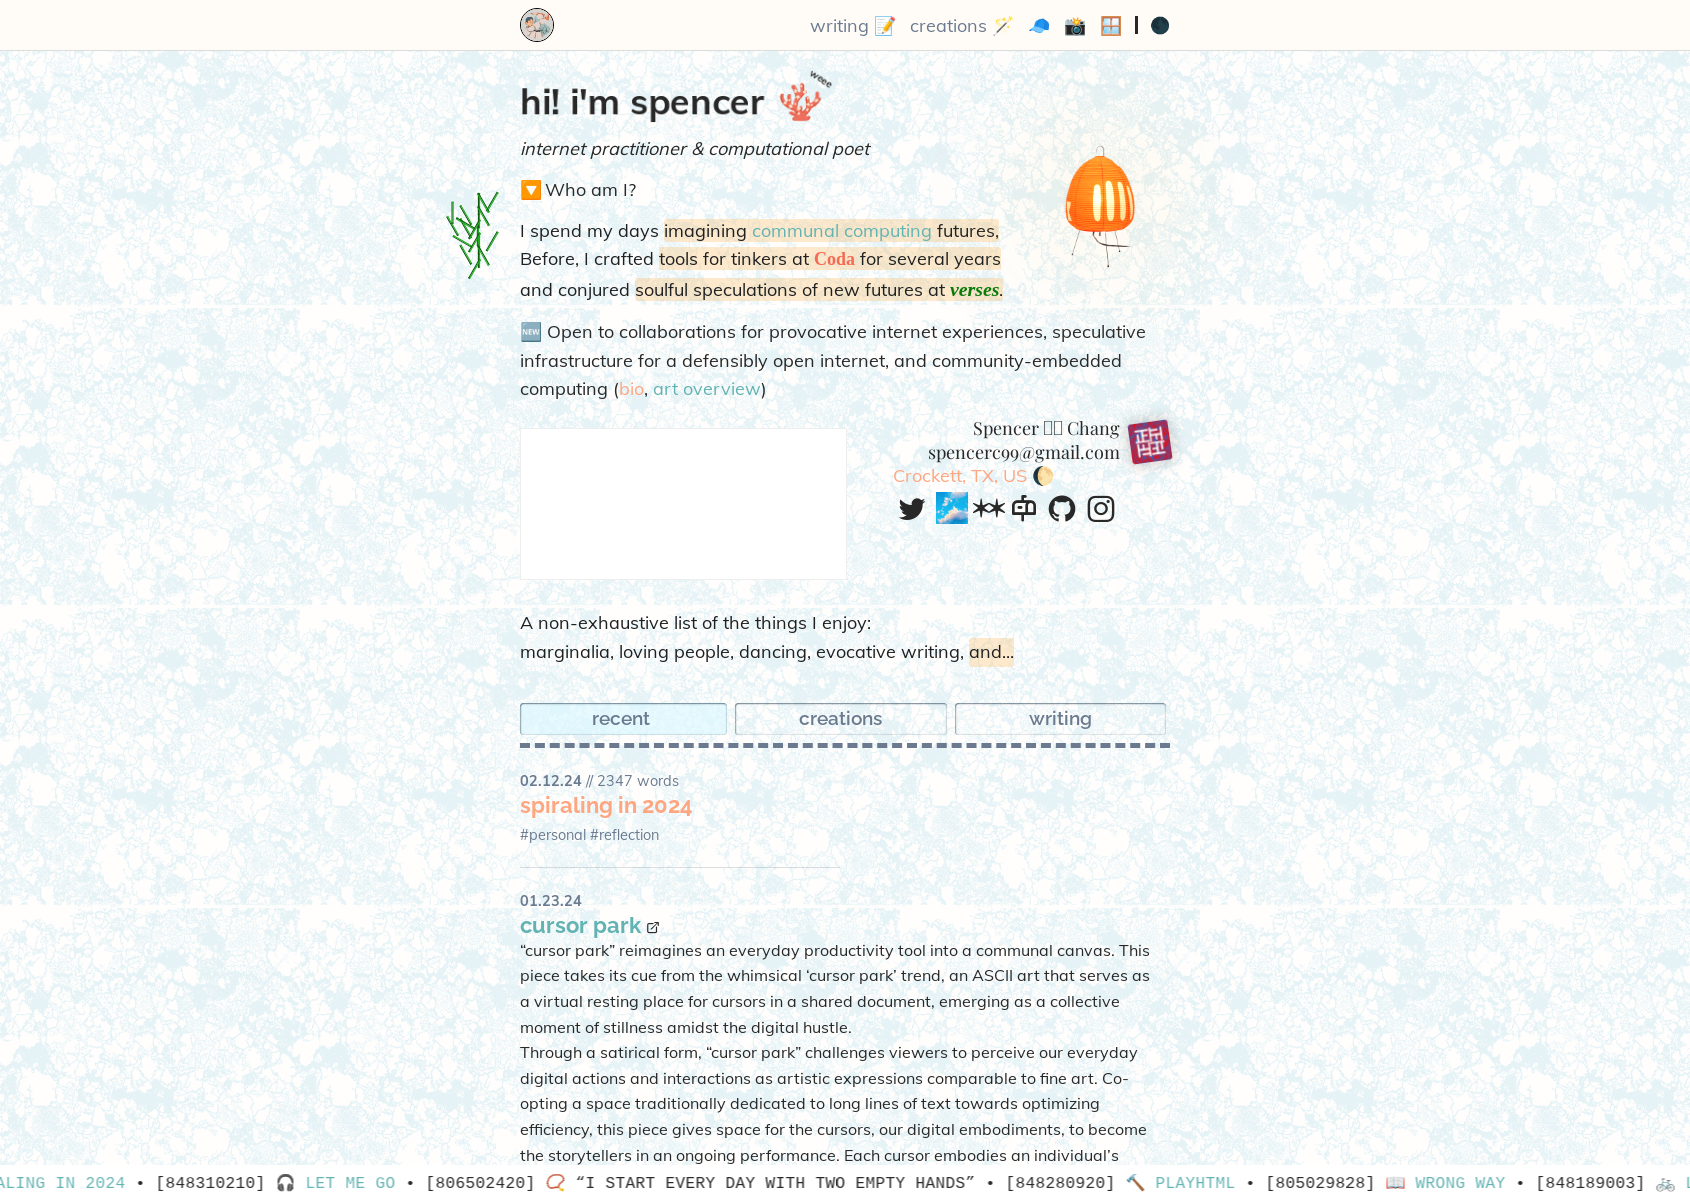 writing 📝 creations 🪄 🧢 📸 🪟 | 🌑
weee
hi! i'm spencer 🪸
internet practitioner & computational poet
🔽 Who am I?
I spend my days imagining communal computing futures,
Before, I crafted tools for tinkers at Coda for several years
and conjured soulful speculations of new futures at verses.
🆕 Open to collaborations for provocative internet experiences, speculative
infrastructure for a defensibly open internet, and community-embedded
computing (bio, art overview)
Spencer Chang
spencerc99@gmail.com
Crockett, TX, US 🌔
A non-exhaustive list of the things I enjoy:
marginalia, loving people, dancing, evocative writing, and...
recent creations writing
02.12.24 // 2347 words
spiraling in 2024
#personal #reflection
01.23.24
cursor park
“cursor park” reimagines an everyday productivity tool into a communal canvas. This
piece takes its cue from the whimsical ‘cursor park’ trend, an ASCII art that serves as
a virtual resting place for cursors in a shared document, emerging as a collective
moment of stillness amidst the digital hustle.
Through a satirical form, “cursor park” challenges viewers to perceive our everyday
digital actions and interactions as artistic expressions comparable to fine art. Co-
opting a space traditionally dedicated to long lines of text towards optimizing
efficiency, this piece gives space for the cursors, our digital embodiments, to become
the storytellers in an ongoing performance. Each cursor embodies an individual’s
ALING IN 2024 • [848310210] 🎧 LET ME GO • [806502420] 📿 “I START EVERY DAY WITH TWO EMPTY HANDS” • [848280920] 🔨 PLAYHTML • [805029828] 📖 WRONG WAY • [848189003] 🚲